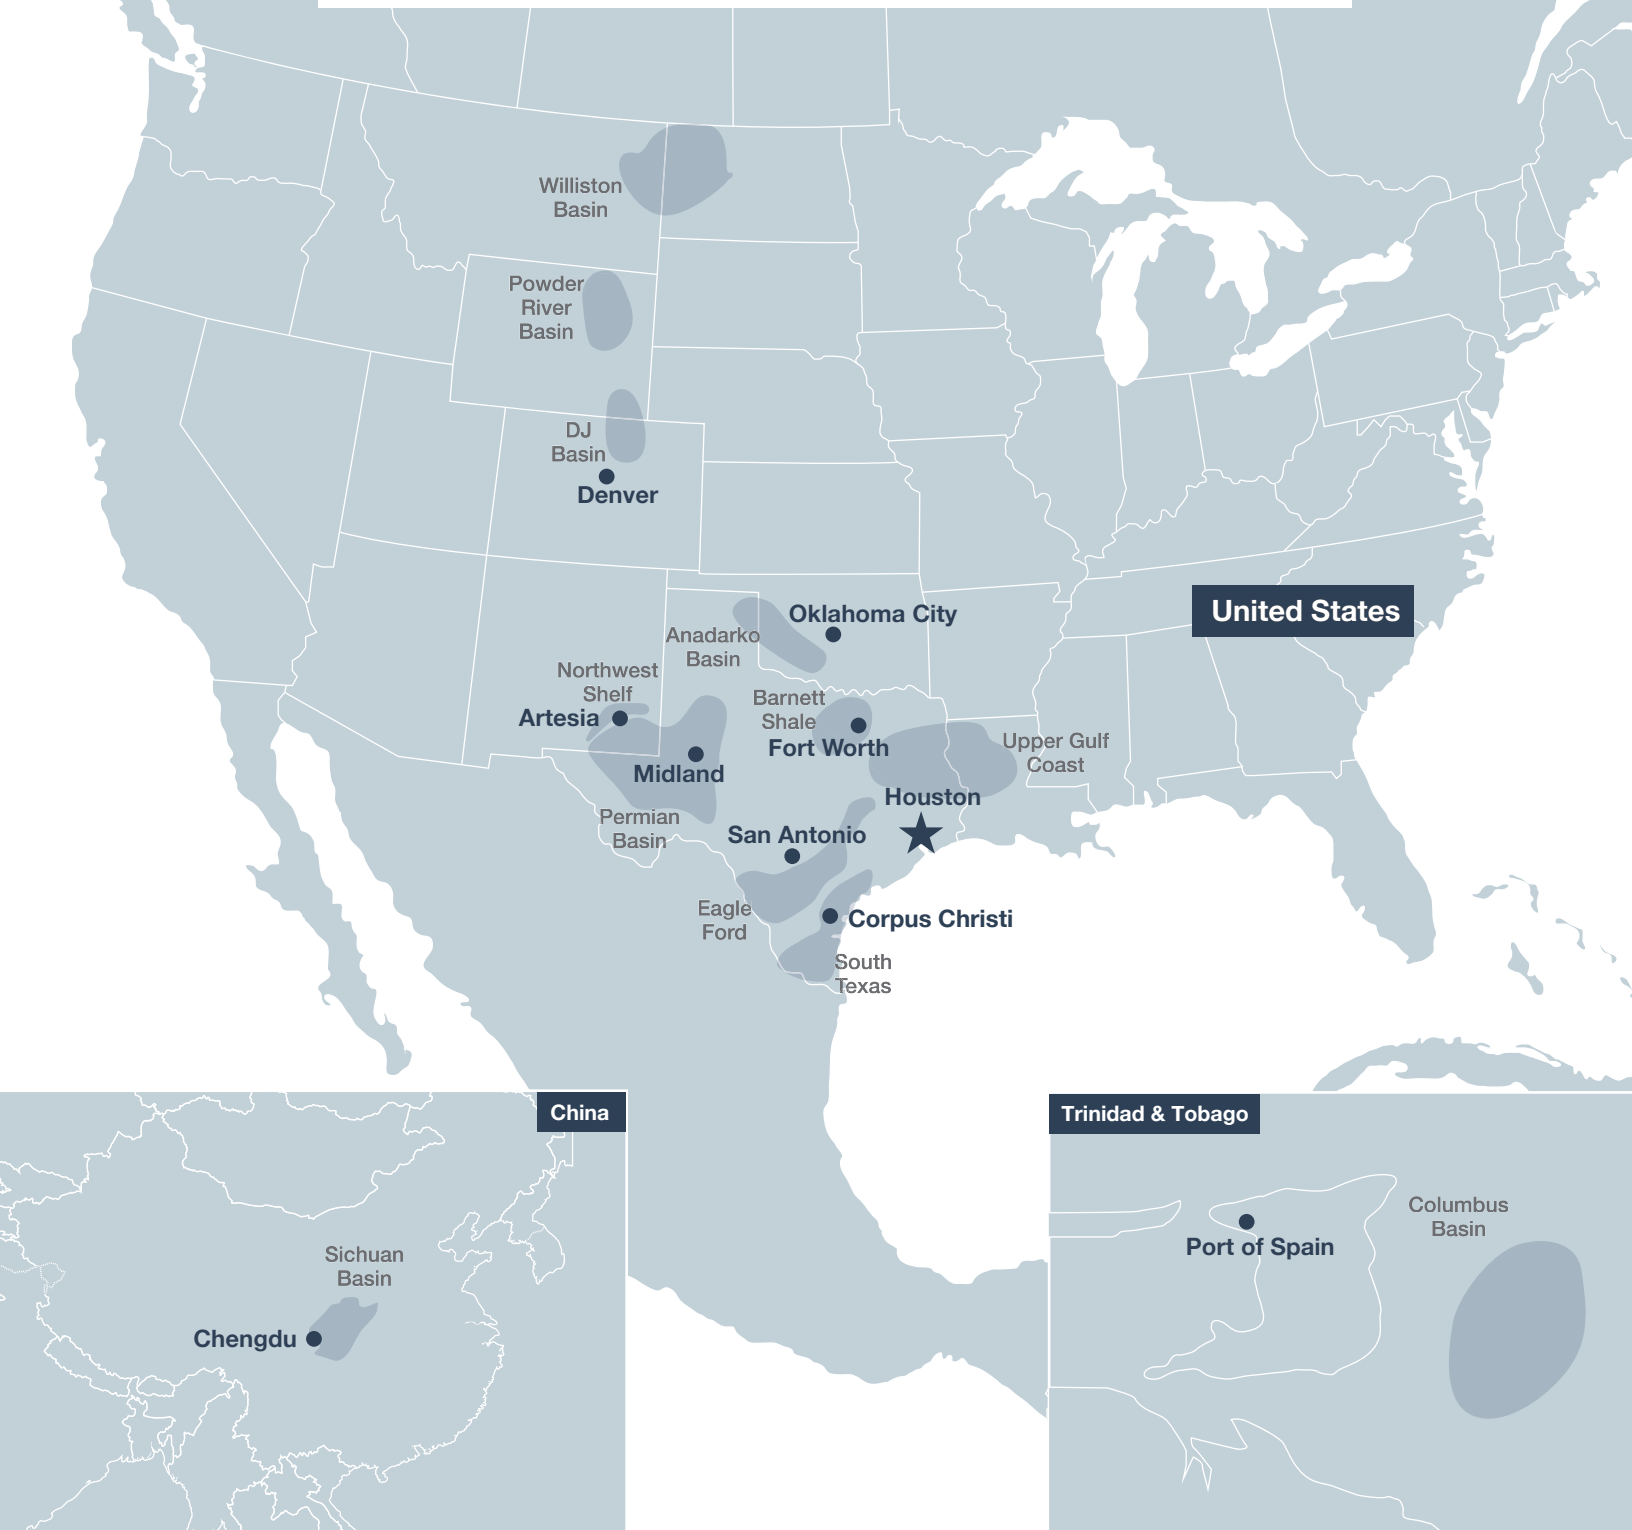 Williston
Basin
Powder
River
Basin
DJ
Basin
Denver
United States
Oklahoma City
Anadarko
Basin
Northwest
Shelf
Artesia
Barnett
Shale
Fort Worth
Midland
Upper Gulf
Coast
Houston
Permian
Basin
San Antonio
Eagle
Ford
Corpus Christi
South
Texas
China
Sichuan
Basin
Chengdu
Trinidad & Tobago
Columbus
Basin
Port of Spain